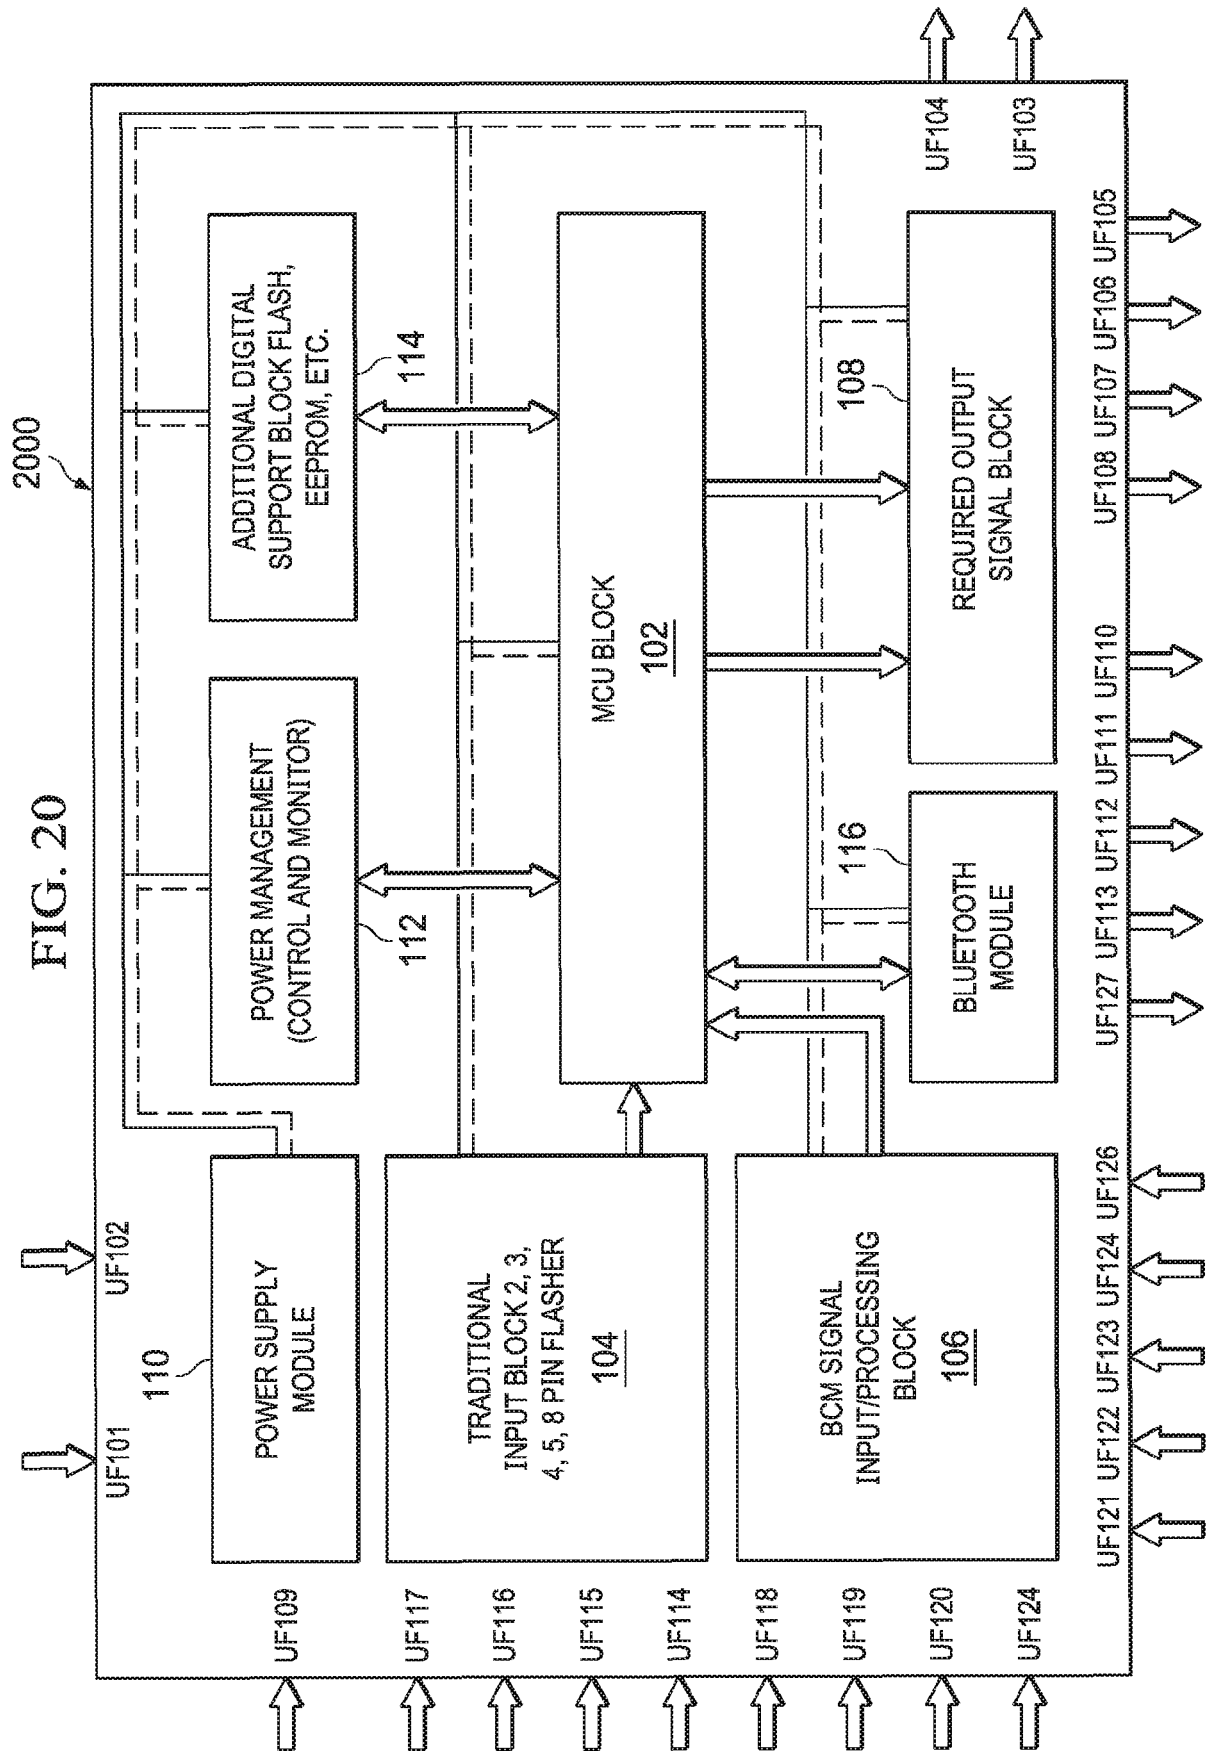 FIG. 20
2000
UF101
UF102
110
POWER SUPPLY
MODULE
POWER MANAGEMENT
(CONTROL AND MONITOR)
112
ADDITIONAL DIGITAL
SUPPORT BLOCK FLASH,
EEPROM, ETC.
114
TRADITIONAL
INPUT BLOCK 2, 3,
4, 5, 8 PIN FLASHER
104
MCU BLOCK
102
BCM SIGNAL
INPUT/PROCESSING
BLOCK
106
116
BLUETOOTH
MODULE
108
REQUIRED OUTPUT
SIGNAL BLOCK
UF109
UF117
UF116
UF115
UF114
UF118
UF119
UF120
UF124
UF104
UF103
UF121
UF122
UF123
UF124
UF126
UF127
UF113
UF112
UF111
UF110
UF108
UF107
UF106
UF105